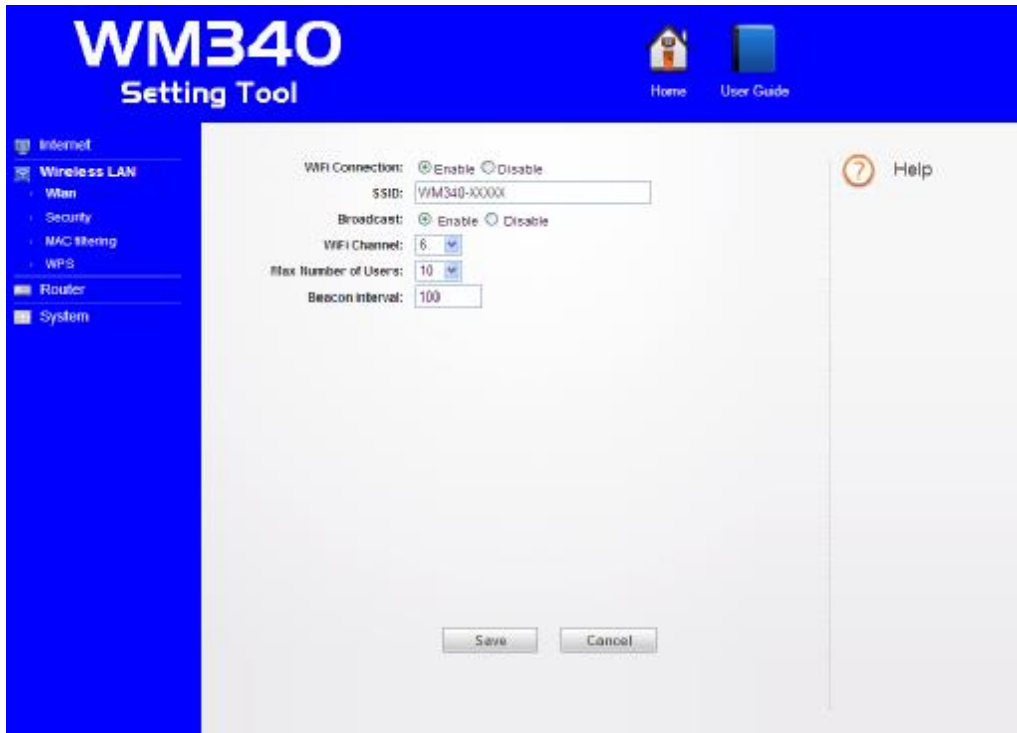 WM340
Setting Tool
Home
User Guide
Internet
Wireless LAN
Wlan
Security
MAC filtering
WPS
Router
System
WiFi Connection: Enable Disable
SSID: WM340-XXXXX
Broadcast: Enable Disable
WiFi Channel: 6
Max Number of Users: 10
Beacon interval: 100
Save Cancel
? Help